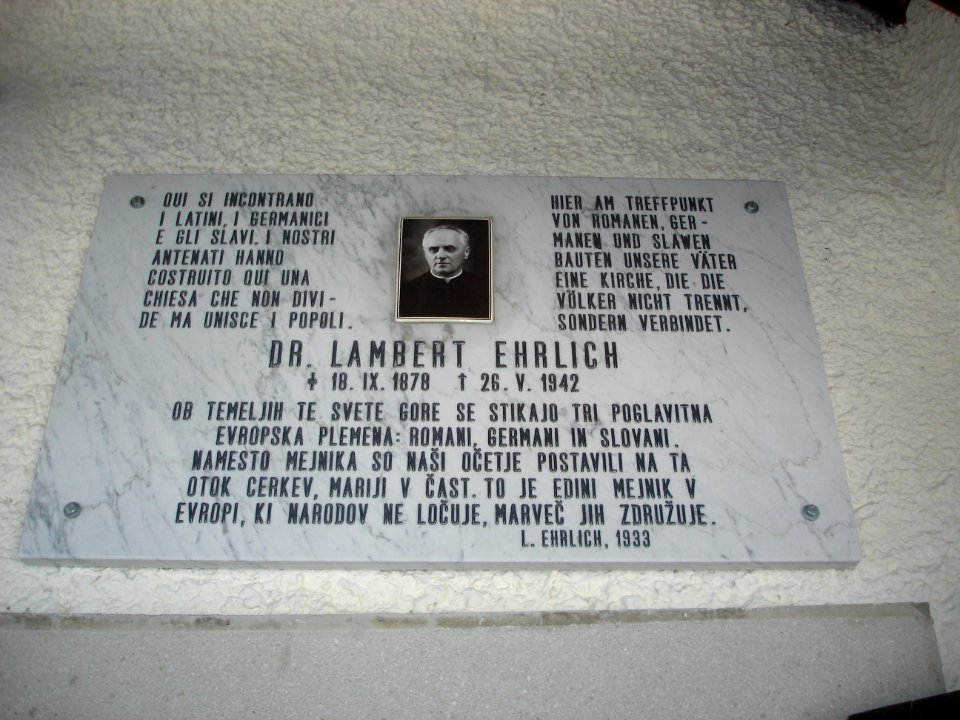 QUI SI INCONTRANO
I LATINI, I GERMANICI
E GLI SLAVI. I NOSTRI
ANTENATI HANNO
COSTRUITO QUI UNA
CHIESA CHE NON DIVI-
DE MA UNISCE I POPOLI.
HIER AM TREFFPUNKT
VON ROMANEN, GER-
MANEN UND SLAWEN
BAUTEN UNSERE VÄTER
EINE KIRCHE, DIE DIE
VÖLKER NICHT TRENNT,
SONDERN VERBINDET.
DR. LAMBERT EHRLICH
18. IX. 1878 † 26. V. 1942
OB TEMELJIH TE SVETE GORE SE STIKAJO TRI POGLAVITNA
EVROPSKA PLEMENA: ROMANI, GERMANI IN SLOVANI.
NAMESTO MEJNIKA SO NAŠI OČETJE POSTAVILI NA TA
OTOK CERKEV, MARIJI V ČAST. TO JE EDINI MEJNIK V
EVROPI, KI NARODOV NE LOČUJE, MARVEČ JIH ZDRUŽUJE.
L. EHRLICH, 1933